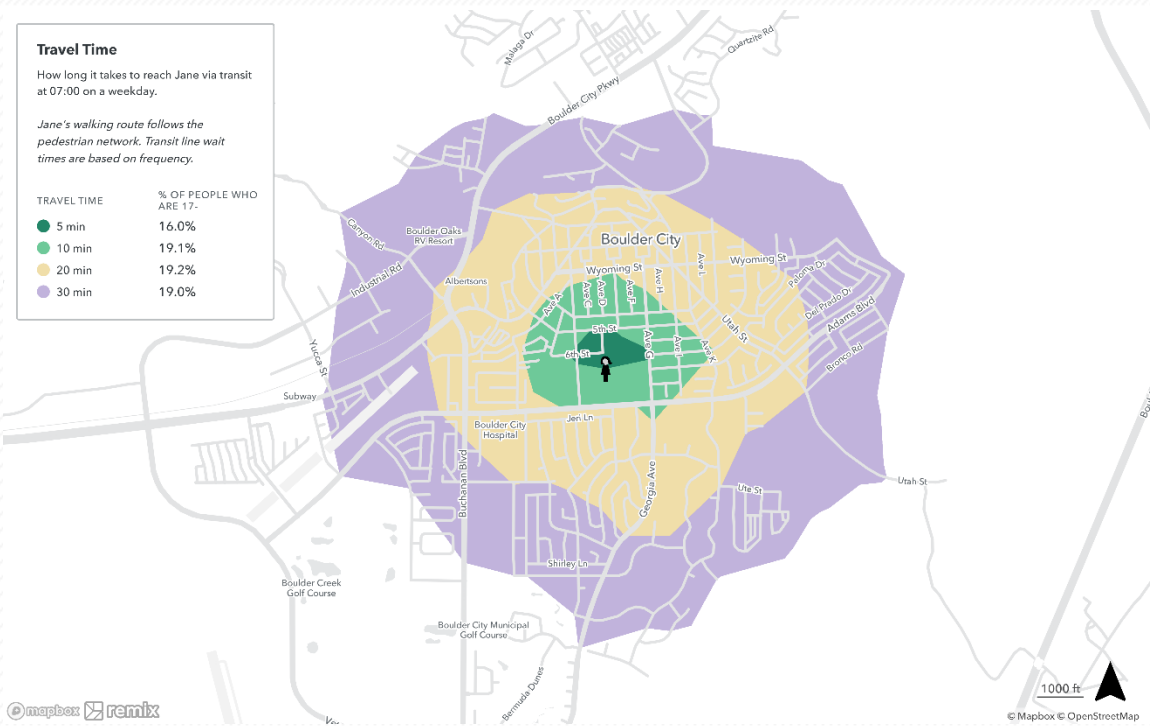 Travel Time
How long it takes to reach Jane via transit
at 07:00 on a weekday.
Jane's walking route follows the
pedestrian network. Transit line wait
times are based on frequency.
TRAVEL TIME
% OF PEOPLE WHO
ARE 17-
5 min 16.0%
10 min 19.1%
20 min 19.2%
30 min 19.0%
Malaga Dr
Quartzite Rd
Boulder City Pkwy
Canyon Rd
Boulder Oaks
RV Resort
Boulder City
Industrial Rd
Albertsons
Wyoming St
Wyoming St
Ave L
Ave H
Ave F
Ave D
Ave C
Ave A
Paloma Dr
Del Prado Dr
Adams Blvd
Bronco Rd
Utah St
5th St
6th St
Ave G
Ave I
Ave K
Yucca St
Subway
Jeri Ln
Boulder City
Hospital
Buchanan Blvd
Georgia Ave
Ute St
Utah St
Shirley Ln
Boulder Creek
Golf Course
Boulder City Municipal
Golf Course
Bermuda Dunes
1000 ft
mapbox remix
© Mapbox © OpenStreetMap